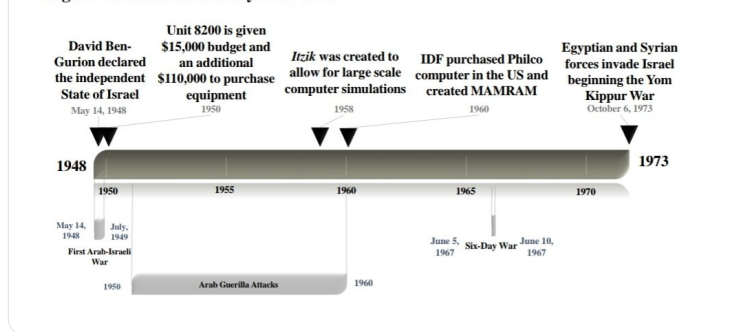 David Ben-
Gurion declared
the independent
State of Israel
May 14, 1948
Unit 8200 is given
$15,000 budget and
an additional
$110,000 to purchase
equipment
1950
Itzik was created to
allow for large scale
computer simulations
1958
IDF purchased Philco
computer in the US and
created MAMRAM
1960
Egyptian and Syrian
forces invade Israel
beginning the Yom
Kippur War
October 6, 1973
1948
1973
1950
1955
1960
1965
1970
May 14,
1948
July,
1949
First Arab-Israeli
War
June 5,
1967
Six-Day War
June 10,
1967
1950
Arab Guerilla Attacks
1960